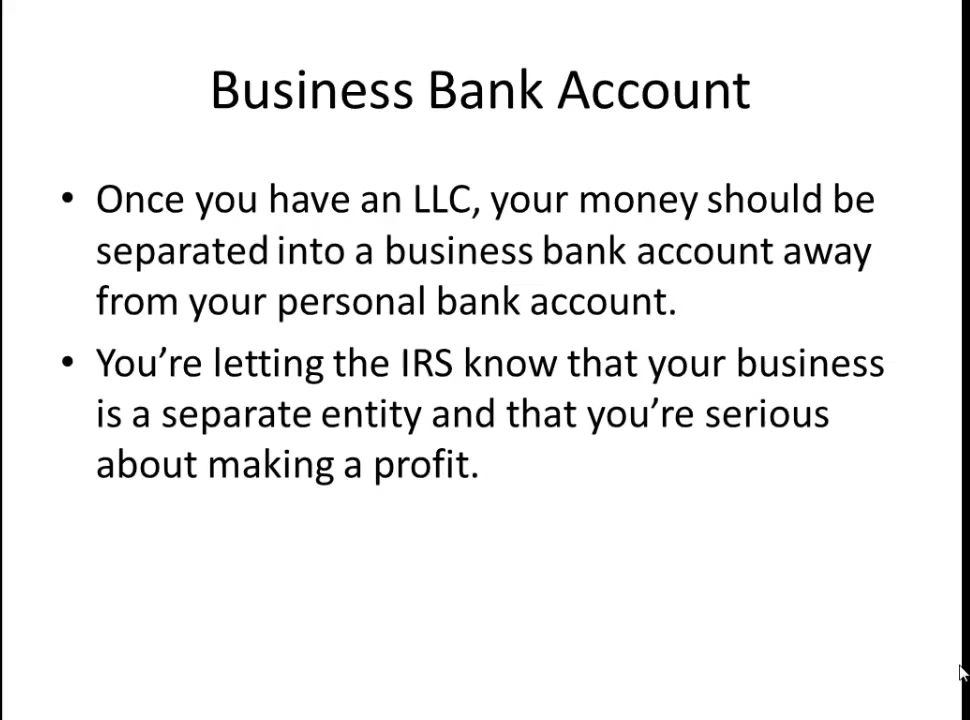 Business Bank Account
• Once you have an LLC, your money should be
separated into a business bank account away
from your personal bank account.
• You’re letting the IRS know that your business
is a separate entity and that you’re serious
about making a profit.